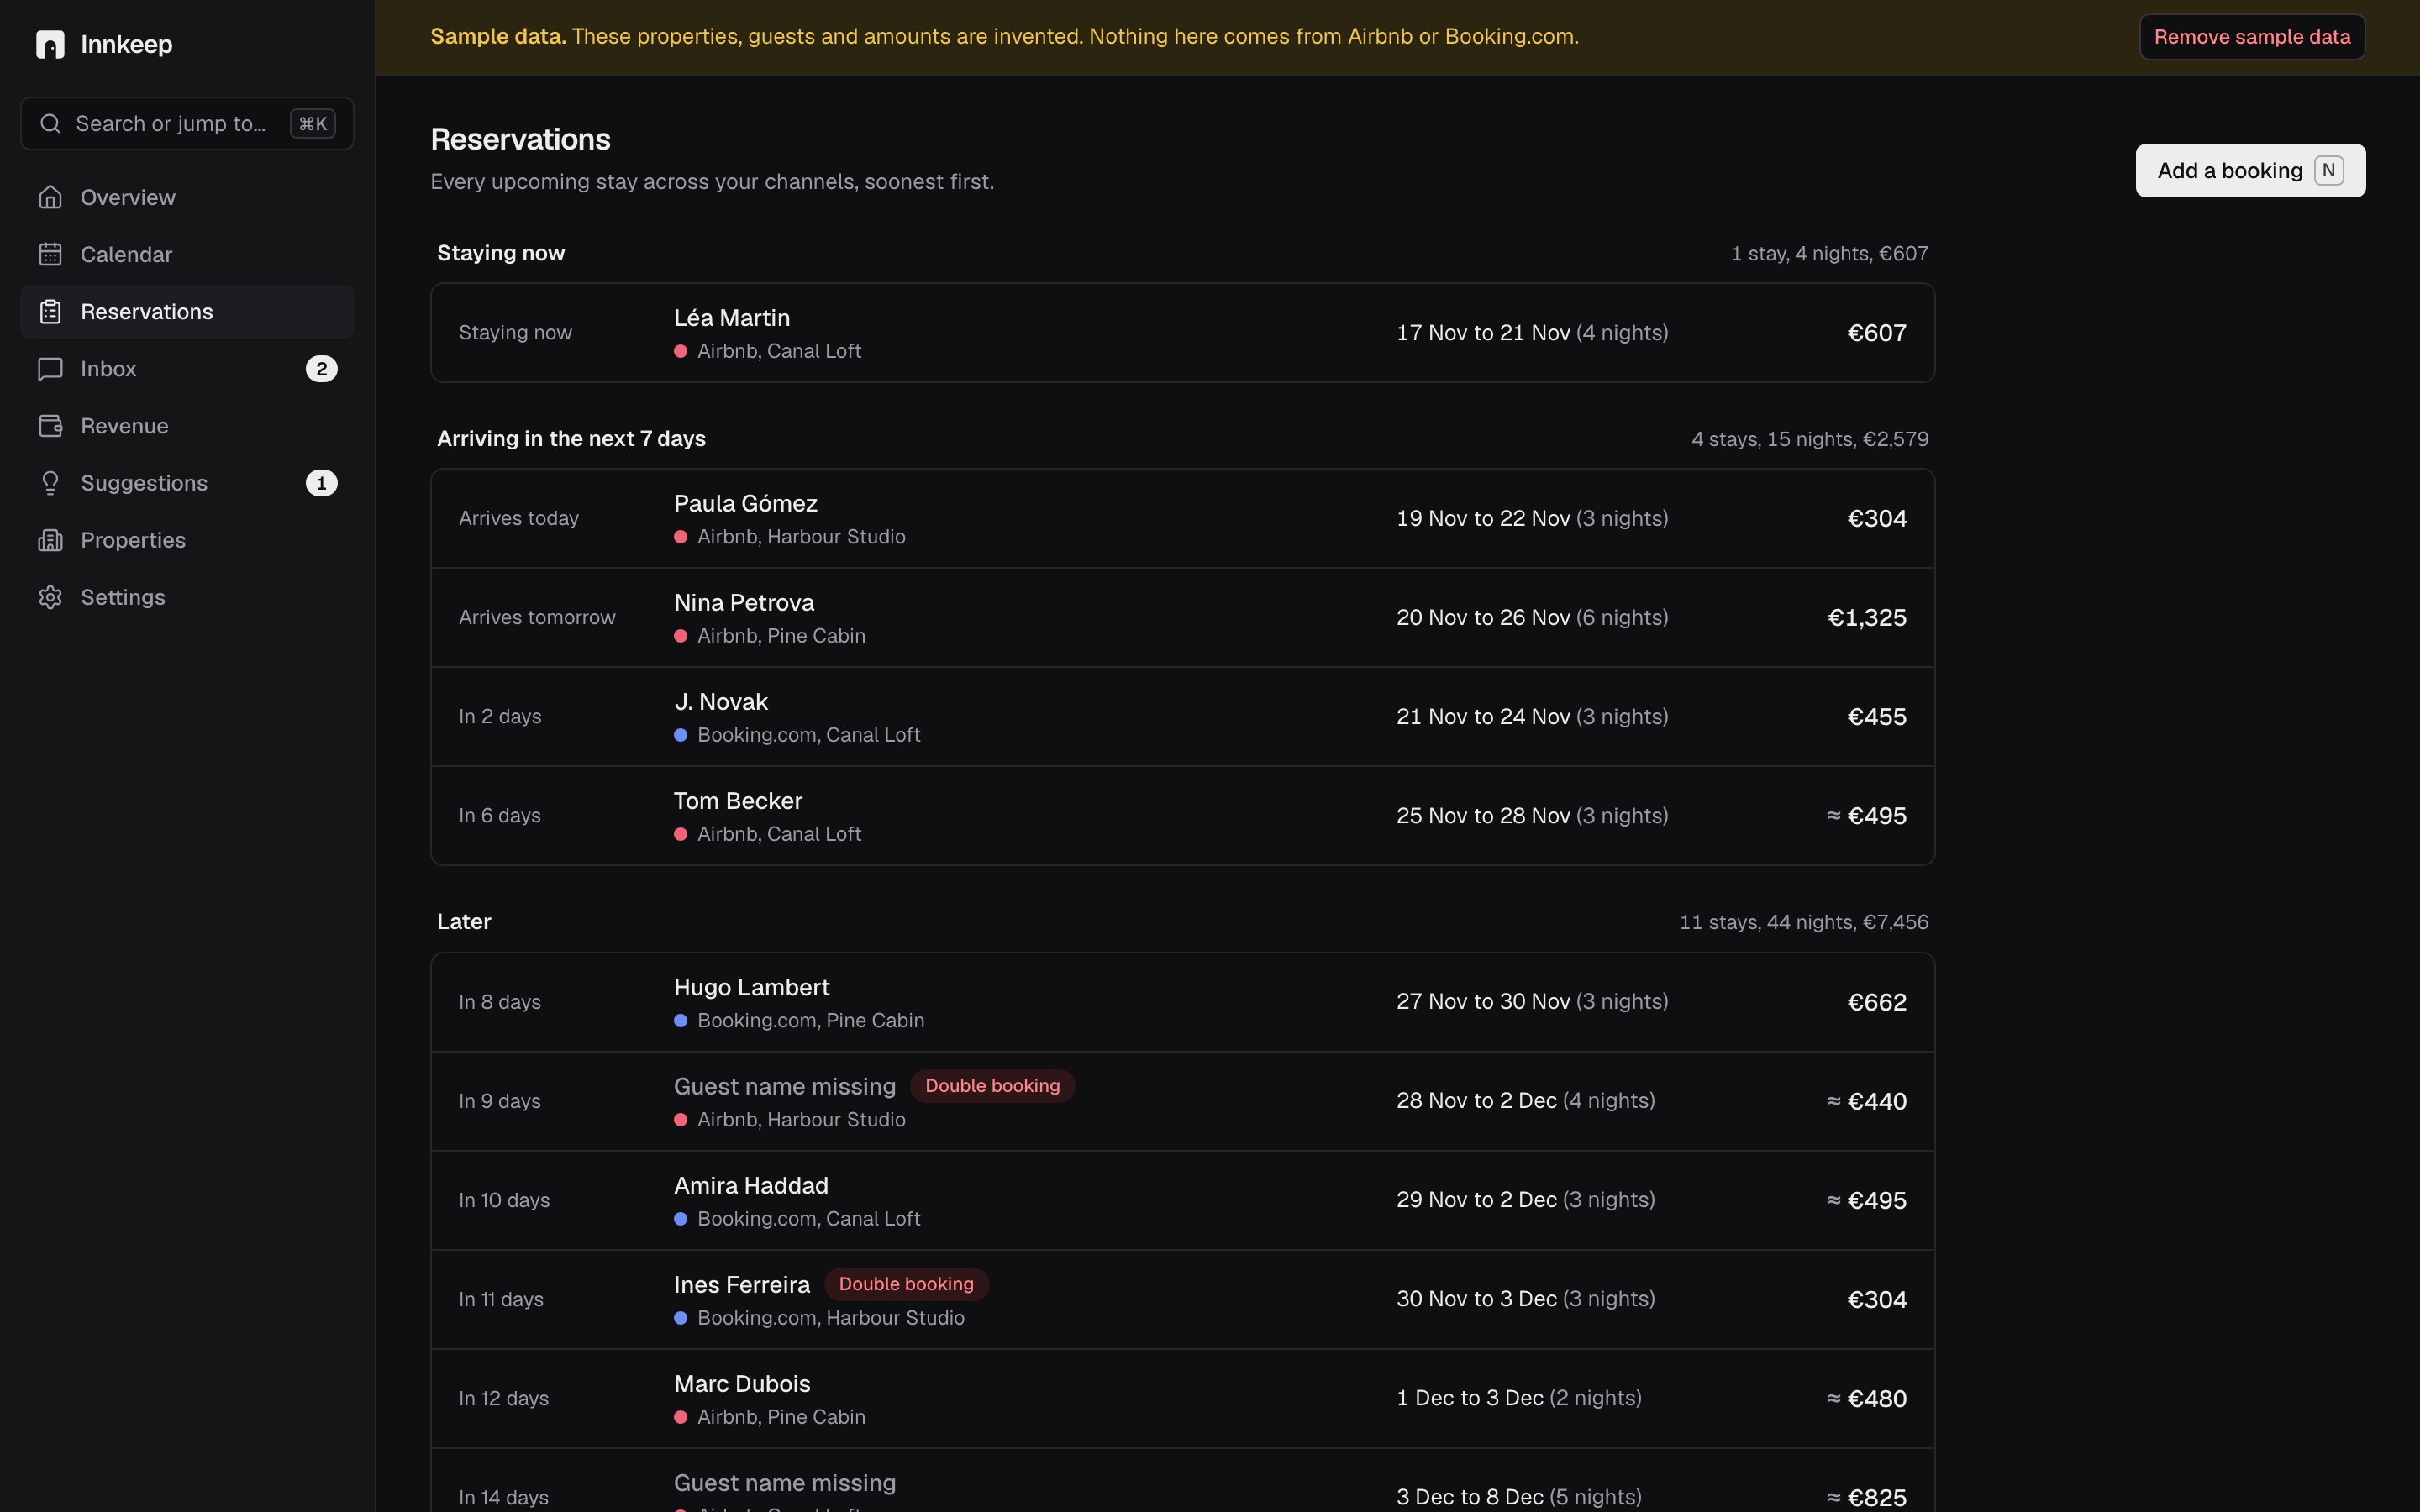 Innkeep
Search or jump to... ⌘K
Overview
Calendar
Reservations
Inbox 2
Revenue
Suggestions 1
Properties
Settings
Sample data. These properties, guests and amounts are invented. Nothing here comes from Airbnb or Booking.com.
Remove sample data
Reservations
Every upcoming stay across your channels, soonest first.
Add a booking N
Staying now 1 stay, 4 nights, €607
Staying now
Léa Martin
Airbnb, Canal Loft
17 Nov to 21 Nov (4 nights)
€607
Arriving in the next 7 days 4 stays, 15 nights, €2,579
Arrives today
Paula Gómez
Airbnb, Harbour Studio
19 Nov to 22 Nov (3 nights)
€304
Arrives tomorrow
Nina Petrova
Airbnb, Pine Cabin
20 Nov to 26 Nov (6 nights)
€1,325
In 2 days
J. Novak
Booking.com, Canal Loft
21 Nov to 24 Nov (3 nights)
€455
In 6 days
Tom Becker
Airbnb, Canal Loft
25 Nov to 28 Nov (3 nights)
≈ €495
Later 11 stays, 44 nights, €7,456
In 8 days
Hugo Lambert
Booking.com, Pine Cabin
27 Nov to 30 Nov (3 nights)
€662
In 9 days
Guest name missing Double booking
Airbnb, Harbour Studio
28 Nov to 2 Dec (4 nights)
≈ €440
In 10 days
Amira Haddad
Booking.com, Canal Loft
29 Nov to 2 Dec (3 nights)
≈ €495
In 11 days
Ines Ferreira Double booking
Booking.com, Harbour Studio
30 Nov to 3 Dec (3 nights)
€304
In 12 days
Marc Dubois
Airbnb, Pine Cabin
1 Dec to 3 Dec (2 nights)
≈ €480
In 14 days
Guest name missing
3 Dec to 8 Dec (5 nights)
≈ €825